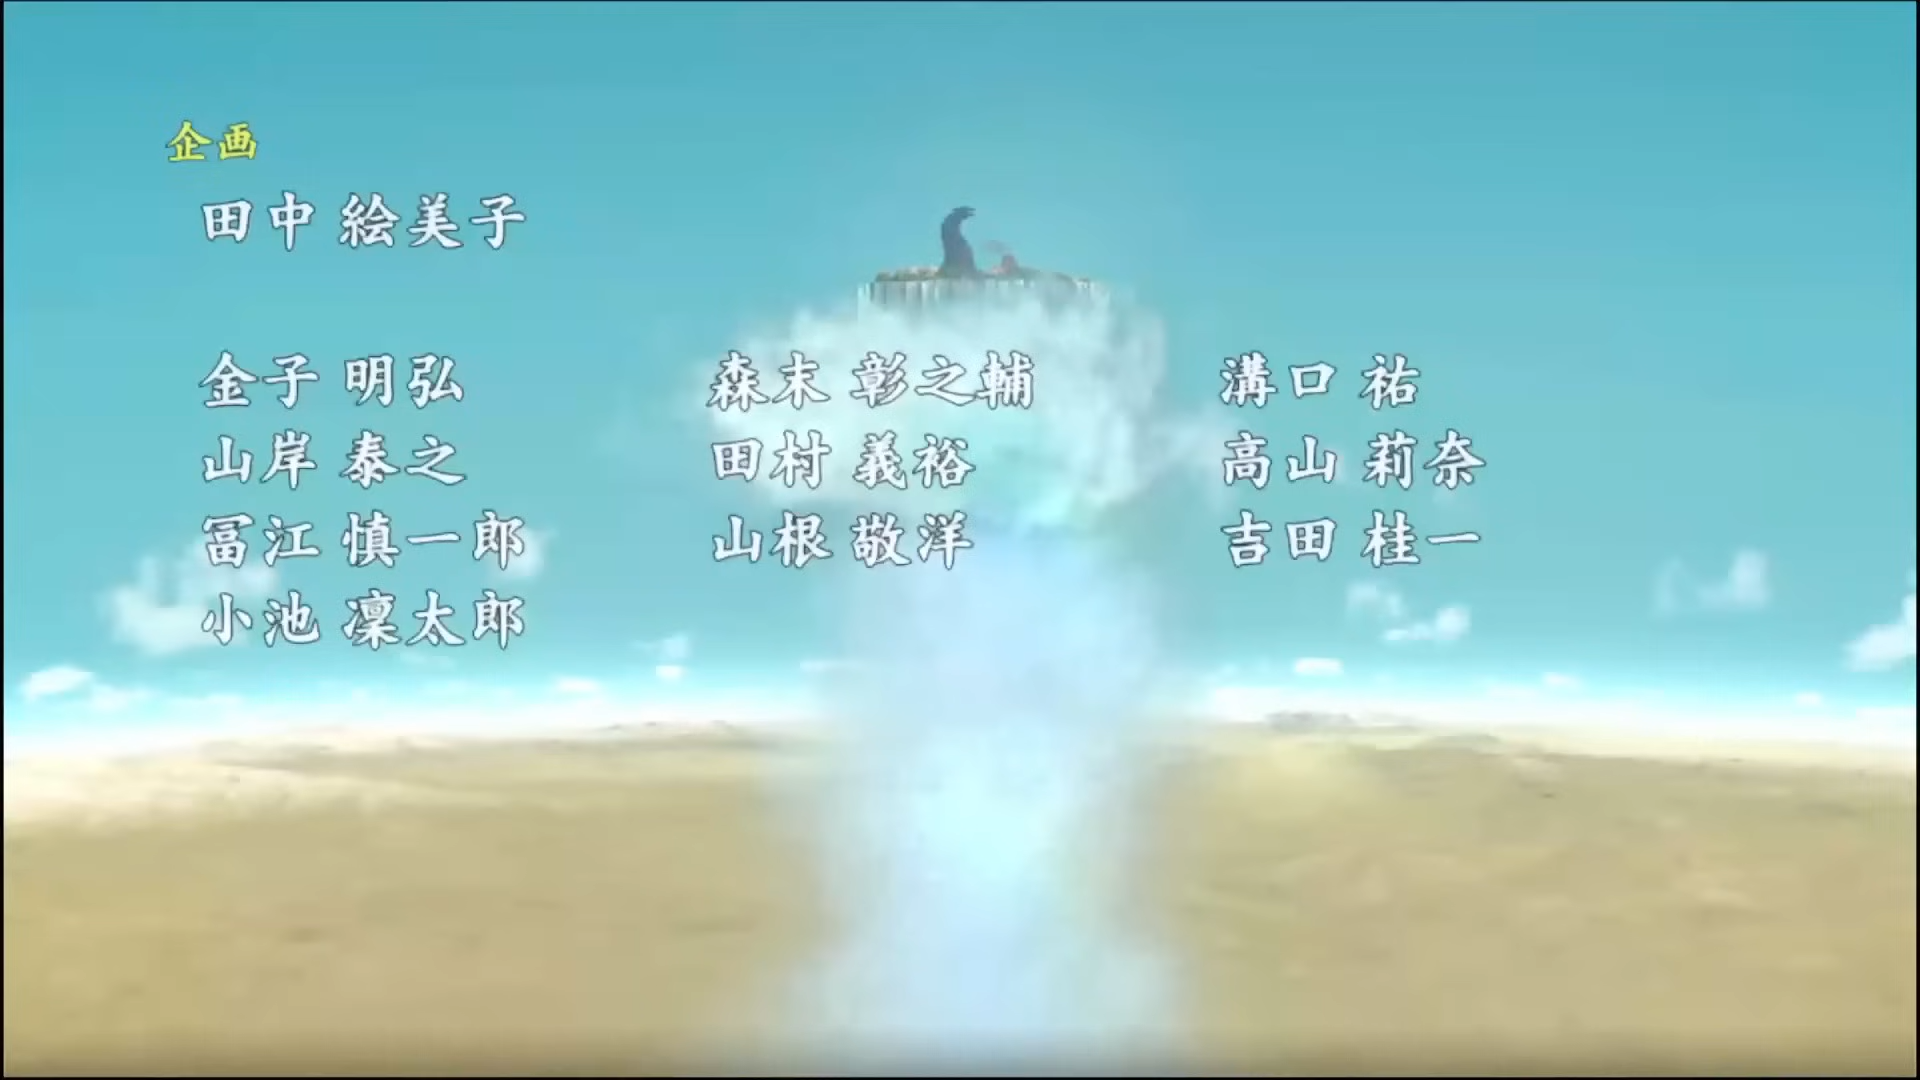 企画
田中 絵美子
金子 明弘 森末 彰之輔 溝口 祐
山岸 泰之 田村 義裕 高山 莉奈
冨江 慎一郎 山根 敬洋 吉田 桂一
小池 凜太郎